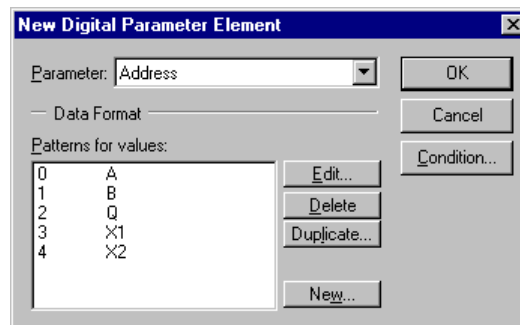 New Digital Parameter Element
Parameter: Address
OK
Data Format
Cancel
Patterns for values:
Condition...
0 A
1 B
2 Q
3 X1
4 X2
Edit...
Delete
Duplicate...
New...